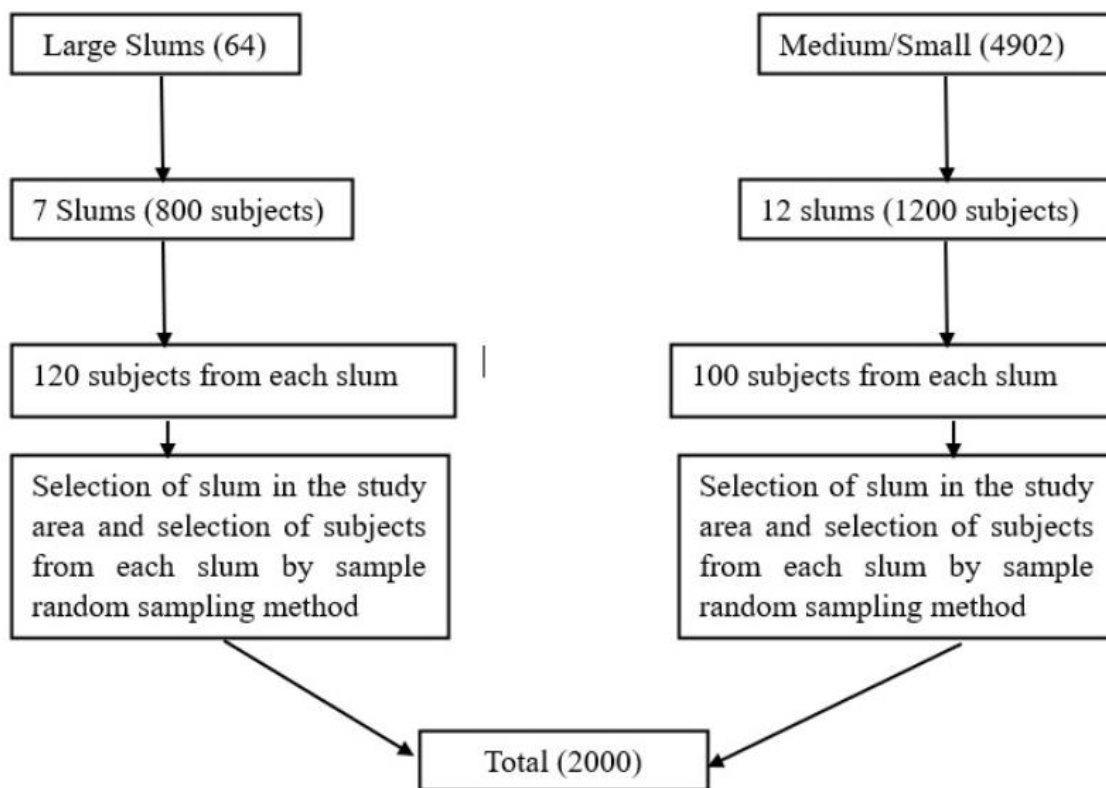 Large Slums (64)
Medium/Small (4902)
7 Slums (800 subjects)
12 slums (1200 subjects)
120 subjects from each slum
100 subjects from each slum
Selection of slum in the study
area and selection of subjects
from each slum by sample
random sampling method
Selection of slum in the study
area and selection of subjects
from each slum by sample
random sampling method
Total (2000)